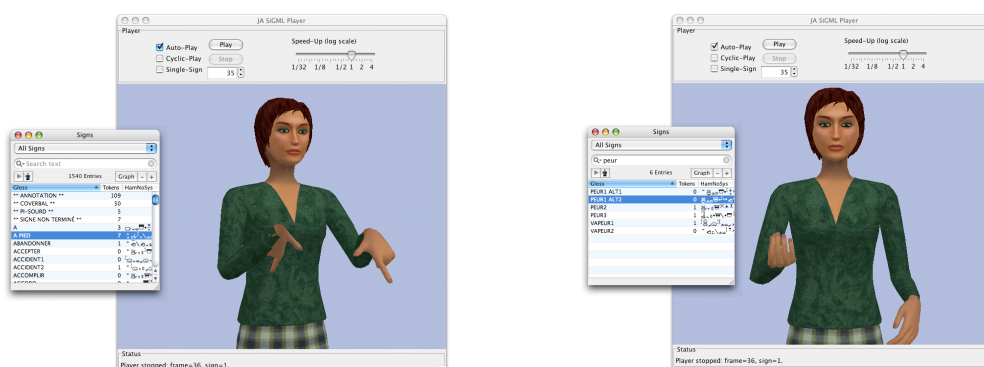 JA SiGML Player
Player
Auto-Play
Play
Speed-Up (log scale)
Cyclic-Play
Stop
Single-Sign
35
1/32 1/8 1/2 1 2 4
Signs
All Signs
Search text
1540 Entries
Graph - +
Gloss Tokens HamNoSys
** ANNOTATION ** 109
** COVERBAL ** 50
** PI-SOURD ** 5
** SIGNE NON TERMINÉ ** 7
A 3
A PIED 7
ABANDONNER 1
ACCEPTER 0
ACCIDENT1 0
ACCIDENT2 1
ACCOMPLIR 0
ACCORD
Status
Player stopped: frame=36, sign=1.
JA SiGML Player
Player
Auto-Play
Play
Speed-Up (log scale)
Cyclic-Play
Stop
Single-Sign
35
1/32 1/8 1/2 1 2 4
Signs
All Signs
peur
6 Entries
Graph - +
Gloss Tokens HamNoSys
PEUR1 ALT1 0
PEUR1 ALT2 0
PEUR2 1
PEUR3 1
VAPEUR1 1
VAPEUR2 0
Status
Player stopped: frame=36, sign=1.